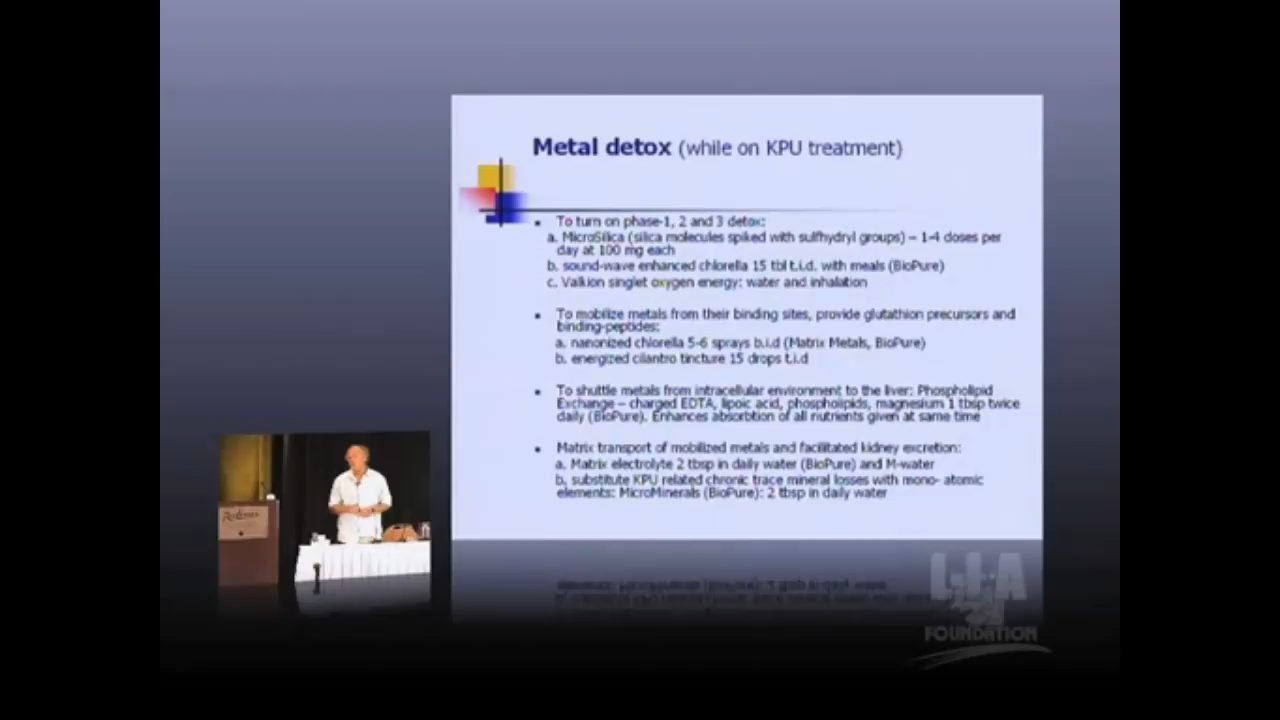 Metal detox (while on KPU treatment)
▪ To turn on phase-1, 2 and 3 detox:
a. MicroSilica (silica molecules spiked with sulfhydryl groups) – 1-4 doses per
day at 100 mg each
b. sound-wave enhanced chlorella 15 tbl t.i.d. with meals (BioPure)
c. Valkion singlet oxygen energy: water and inhalation
▪ To mobilize metals from their binding sites, provide glutathion precursors and
binding-peptides:
a. nanonized chlorella 5-6 sprays b.i.d (Matrix Metals, BioPure)
b. energized cilantro tincture 15 drops t.i.d
▪ To shuttle metals from intracellular environment to the liver: Phospholipid
Exchange – charged EDTA, lipoic acid, phospholipids, magnesium 1 tbsp twice
daily (BioPure). Enhances absorbtion of all nutrients given at same time
▪ Matrix transport of mobilized metals and facilitated kidney excretion:
a. Matrix electrolyte 2 tbsp in daily water (BioPure) and M-water
b. substitute KPU related chronic trace mineral losses with mono- atomic
elements: MicroMinerals (BioPure): 2 tbsp in daily water
L·I·A
FOUNDATION